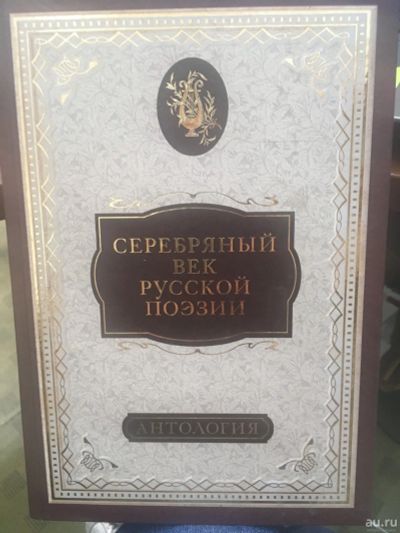 СЕРЕБРЯНЫЙ
ВЕК
РУССКОЙ
ПОЭЗИИ
АНТОЛОГИЯ
au.ru